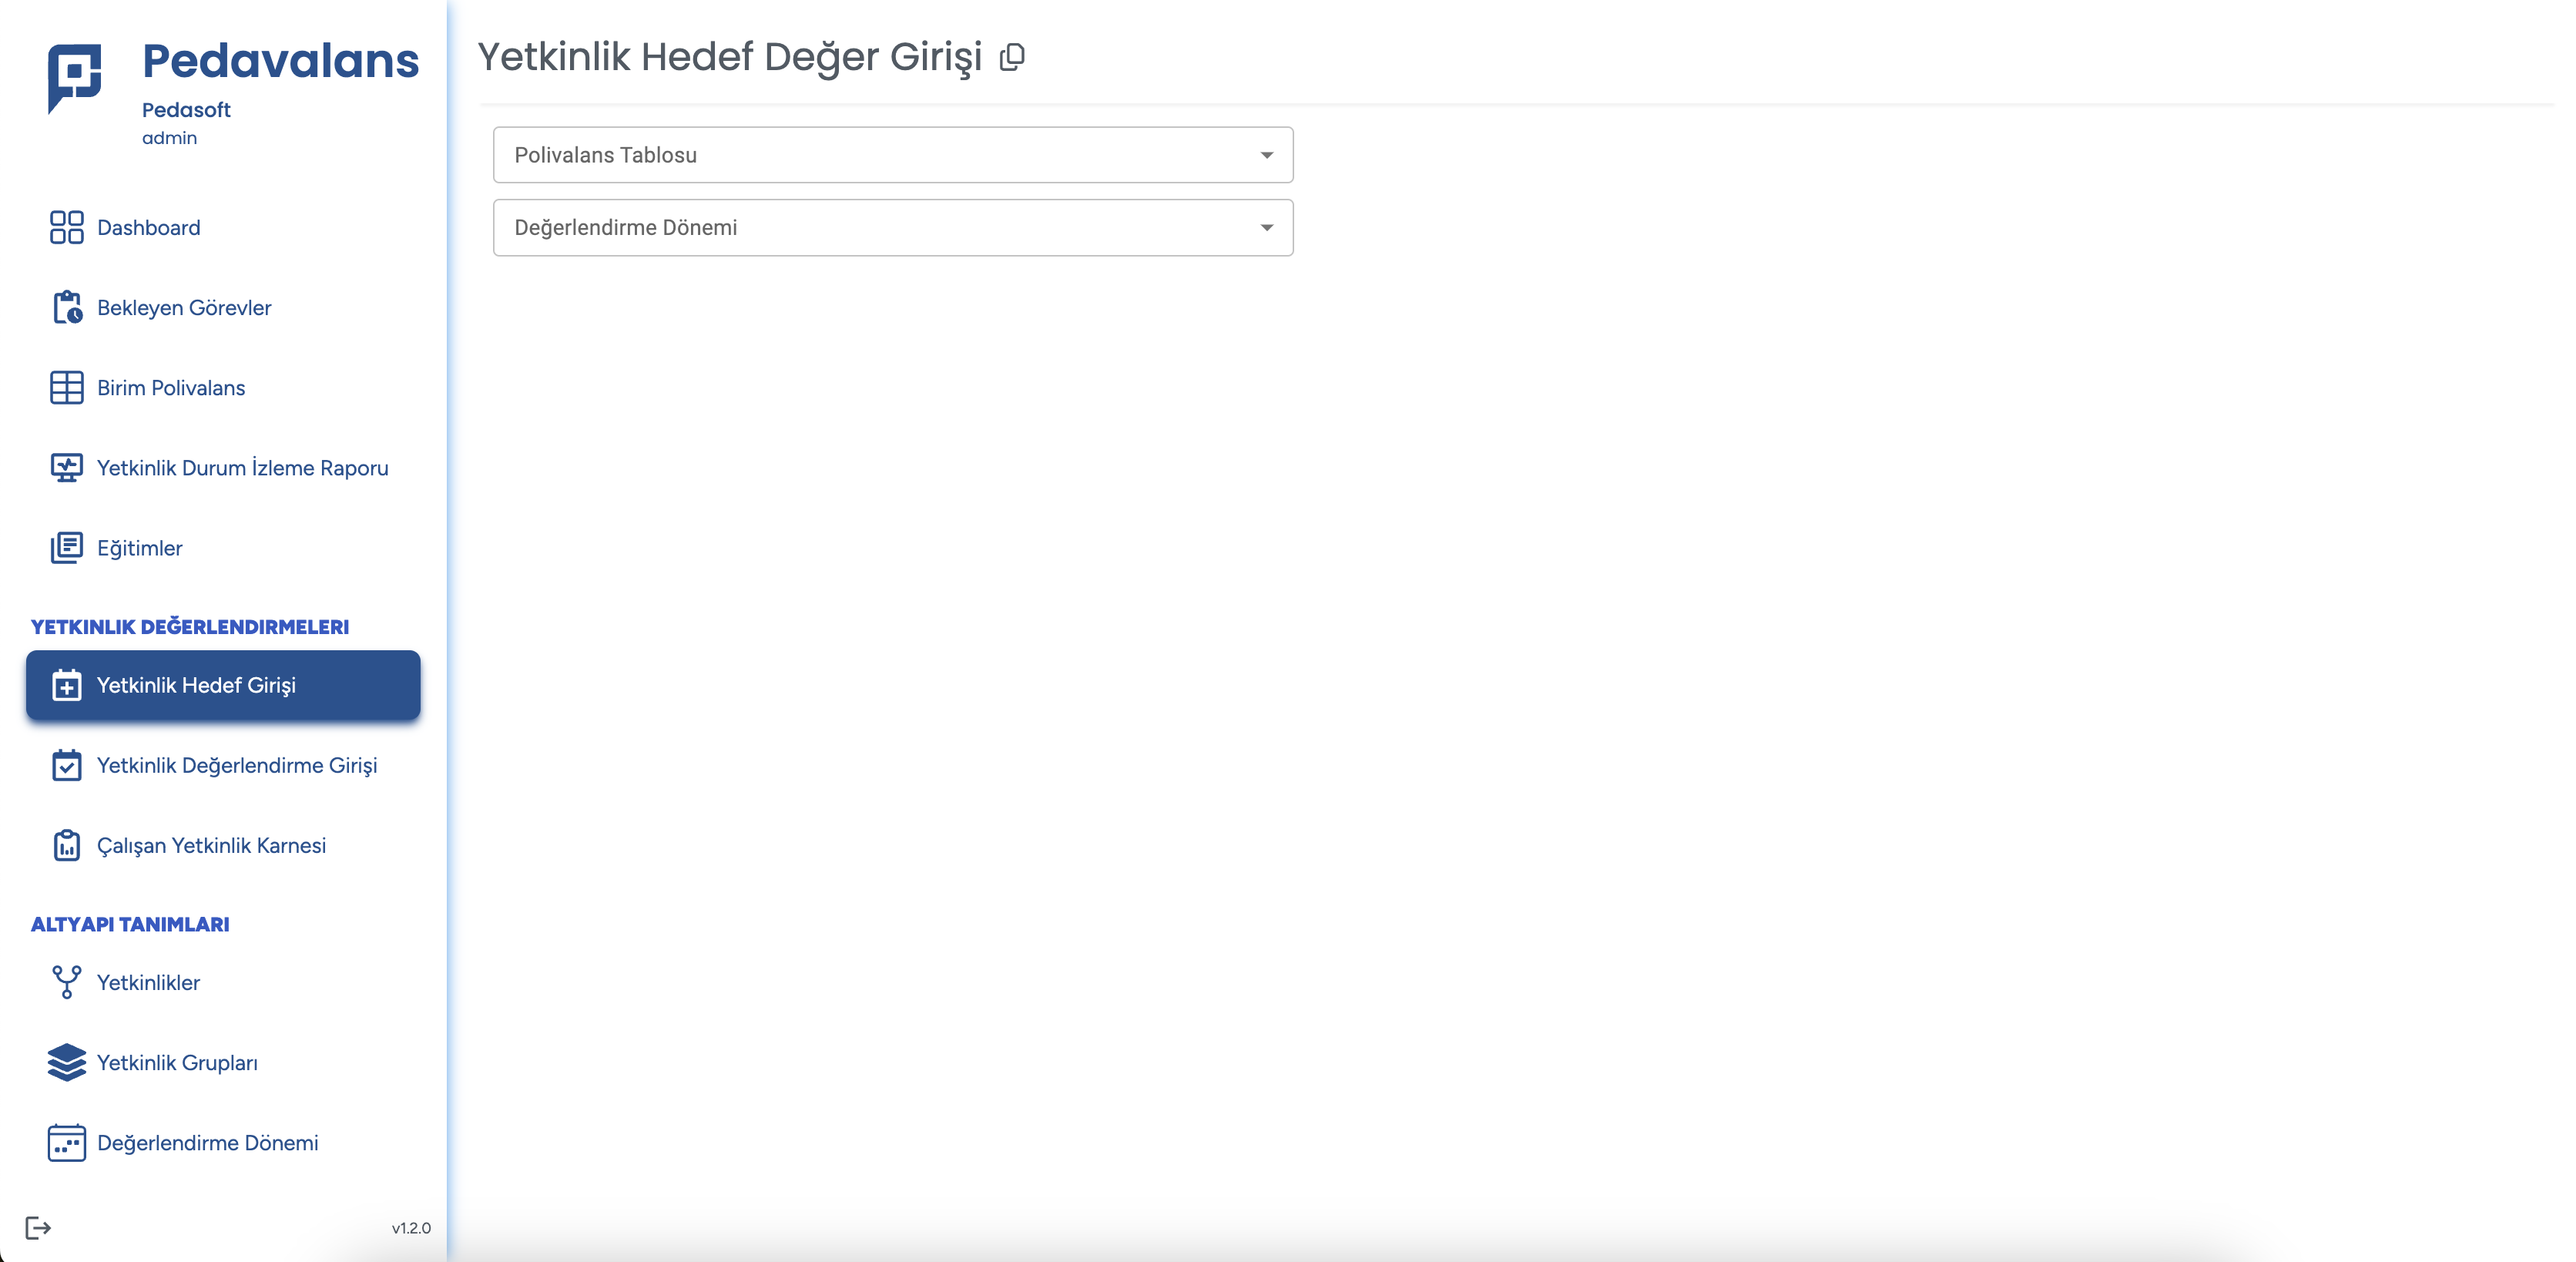 Pedavalans
Pedasoft
admin
Dashboard
Bekleyen Görevler
Birim Polivalans
Yetkinlik Durum İzleme Raporu
Eğitimler
YETKINLIK DEĞERLENDIRMELERI
Yetkinlik Hedef Girişi
Yetkinlik Değerlendirme Girişi
Çalışan Yetkinlik Karnesi
ALTYAPI TANIMLARI
Yetkinlikler
Yetkinlik Grupları
Değerlendirme Dönemi
v1.2.0
Yetkinlik Hedef Değer Girişi
Polivalans Tablosu
Değerlendirme Dönemi